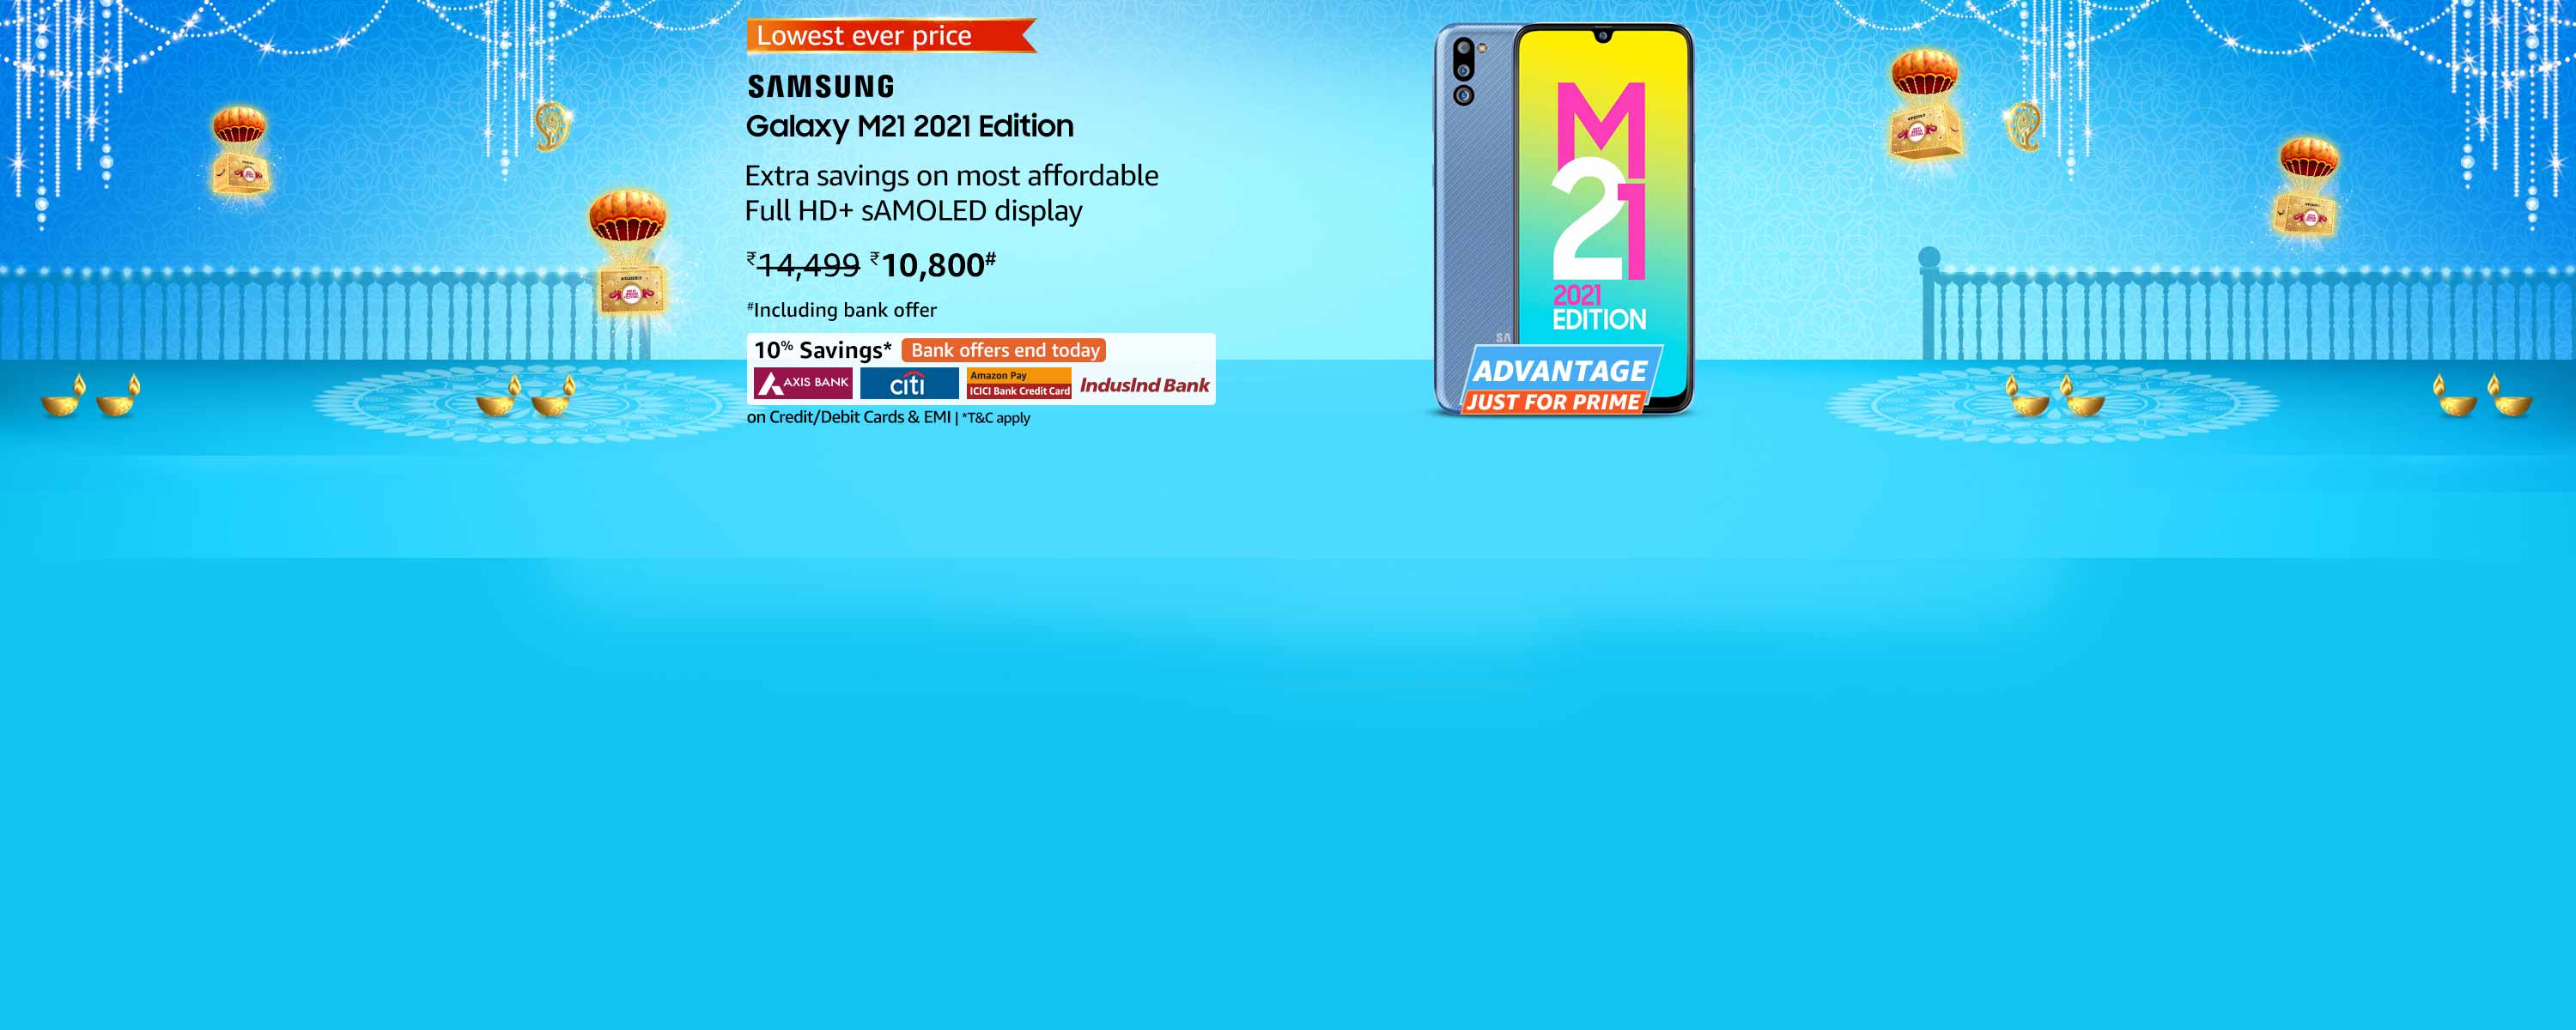 Lowest ever price
SAMSUNG
Galaxy M21 2021 Edition
Extra savings on most affordable
Full HD+ sAMOLED display
₹14,499 ₹10,800#
#Including bank offer
10% Savings* Bank offers end today
AXIS BANK citi Amazon Pay ICICI Bank Credit Card IndusInd Bank
on Credit/Debit Cards & EMI | *T&C apply
M
21
2021
EDITION
SA
ADVANTAGE
JUST FOR PRIME